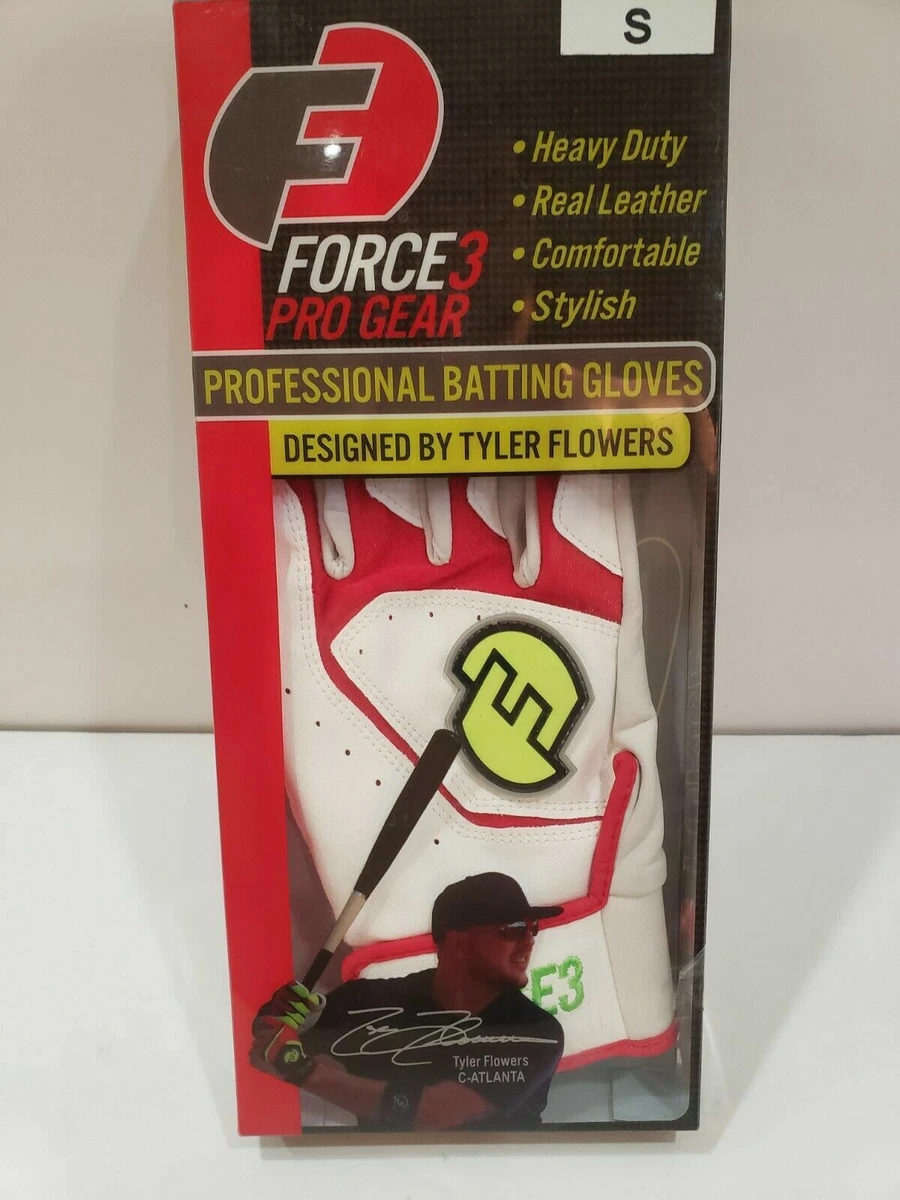 S
• Heavy Duty
• Real Leather
• Comfortable
• Stylish
FORCE3
PRO GEAR
PROFESSIONAL BATTING GLOVES
DESIGNED BY TYLER FLOWERS
E3
Tyler Flowers
C-ATLANTA